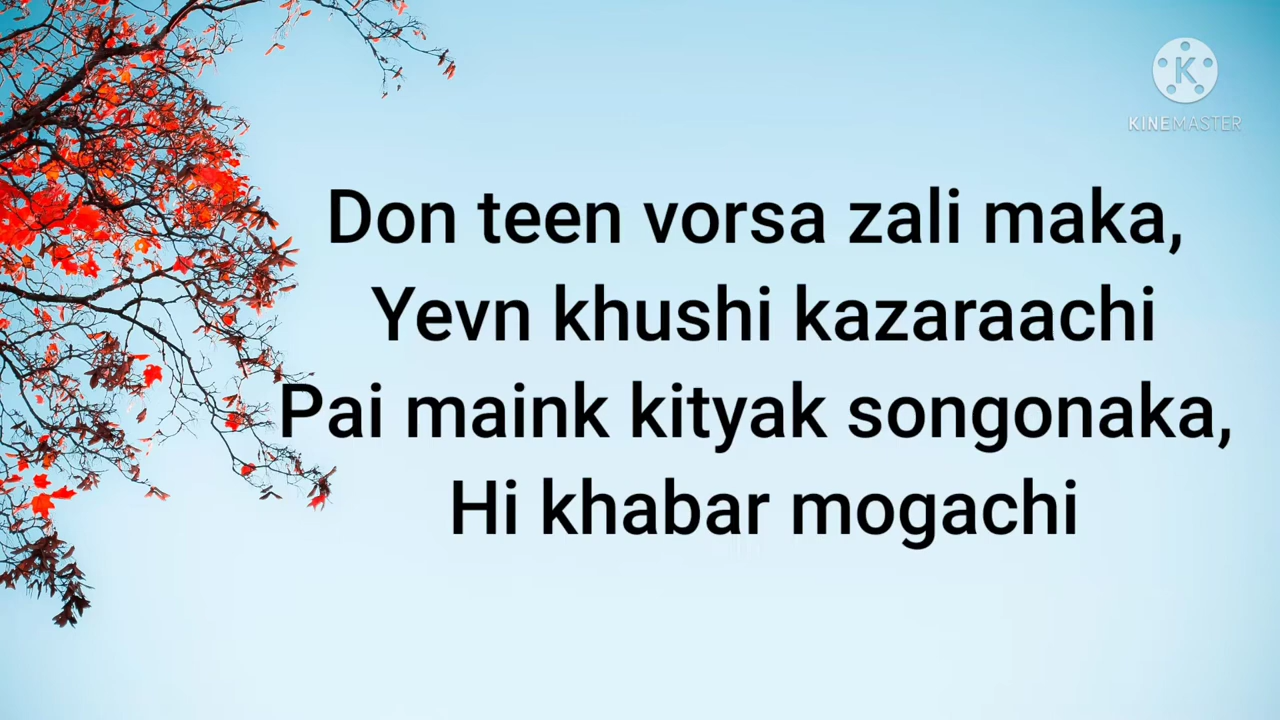 KINEMASTER
Don teen vorsa zali maka,
Yevn khushi kazaraachi
Pai maink kityak songonaka,
Hi khabar mogachi